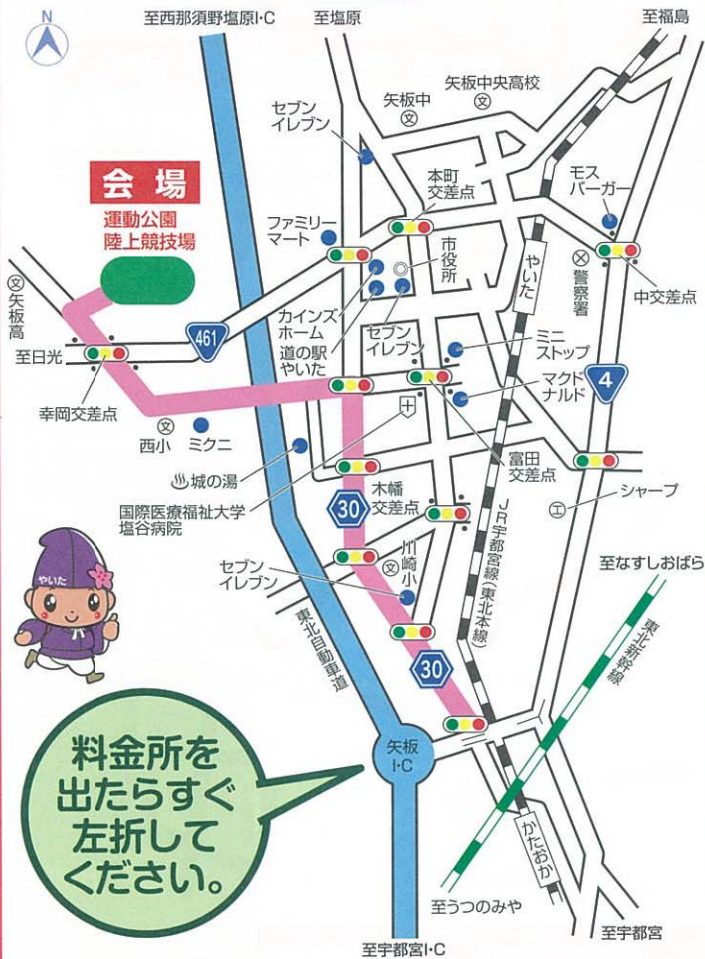 N
至西那須野塩原I・C
至塩原
至福島
矢板中央高校
矢板中
文
文
セブン
イレブン
会場
運動公園
陸上競技場
本町
交差点
モス
バーガー
ファミリー
マート
市役所
やいた
警察署
中交差点
文
矢板高
カインズ
ホーム
道の駅
やいた
セブン
イレブン
461
至日光
ミニ
ストップ
マクド
ナルド
4
幸岡交差点
文
西小
ミクニ
城の湯
富田
交差点
国際医療福祉大学
塩谷病院
30
木幡
交差点
工
シャープ
JR宇都宮線(東北本線)
セブン
イレブン
文
川崎小
至なすしおばら
東北新幹線
やいた
東北自動車道
30
矢板
I・C
料金所を
出たらすぐ
左折して
ください。
かたおか
至うつのみや
至宇都宮
至宇都宮I・C